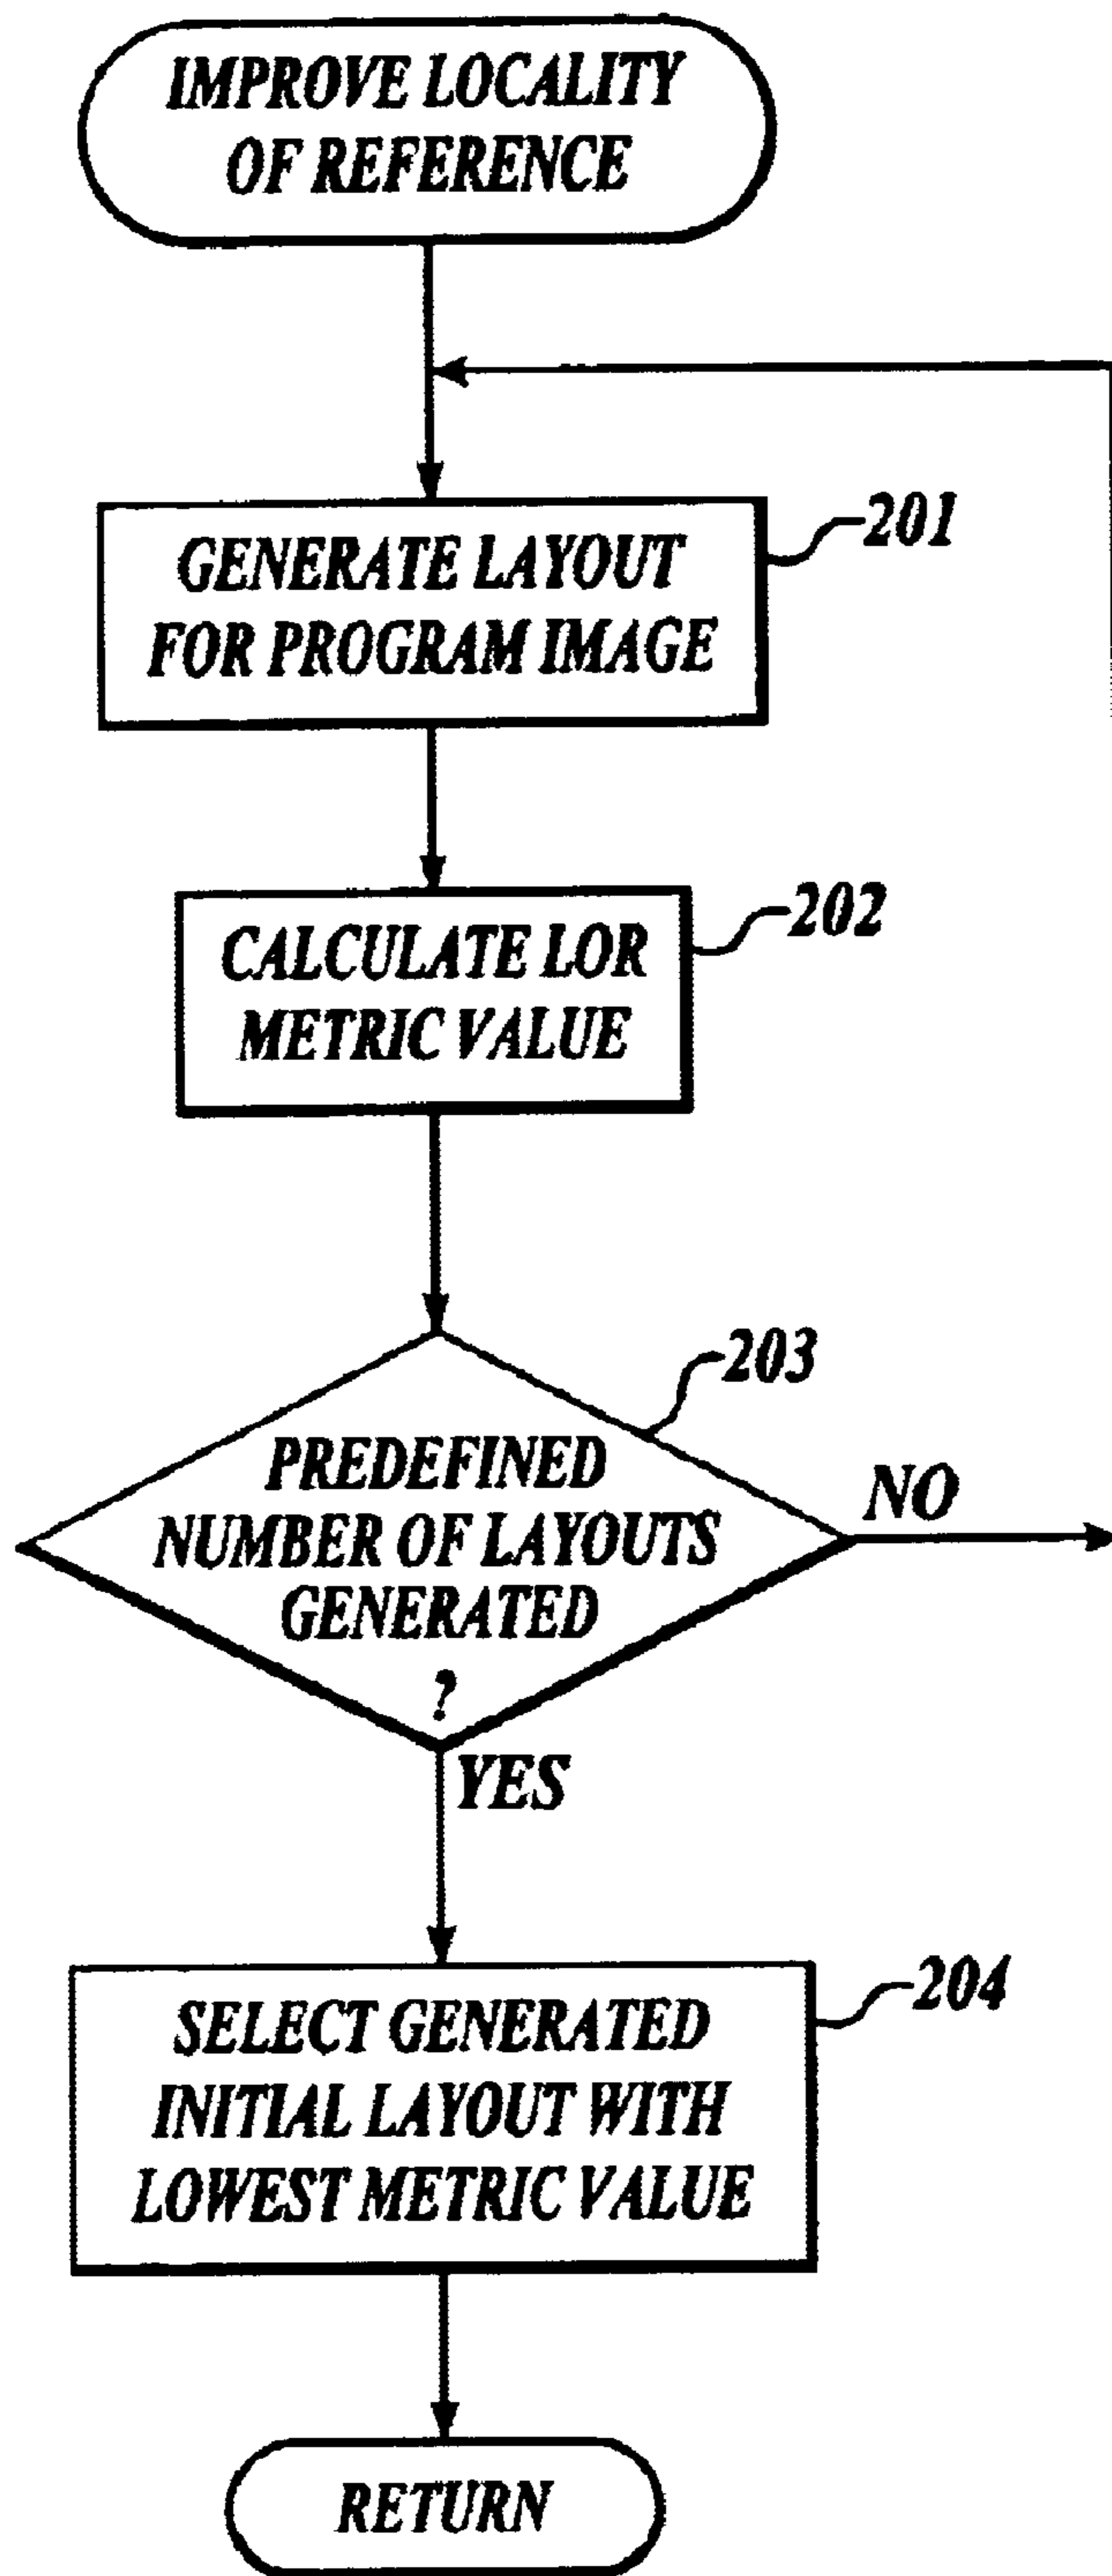 IMPROVE LOCALITY
OF REFERENCE
201
GENERATE LAYOUT
FOR PROGRAM IMAGE
202
CALCULATE LOR
METRIC VALUE
203
PREDEFINED
NUMBER OF LAYOUTS
GENERATED
?
NO
YES
204
SELECT GENERATED
INITIAL LAYOUT WITH
LOWEST METRIC VALUE
RETURN